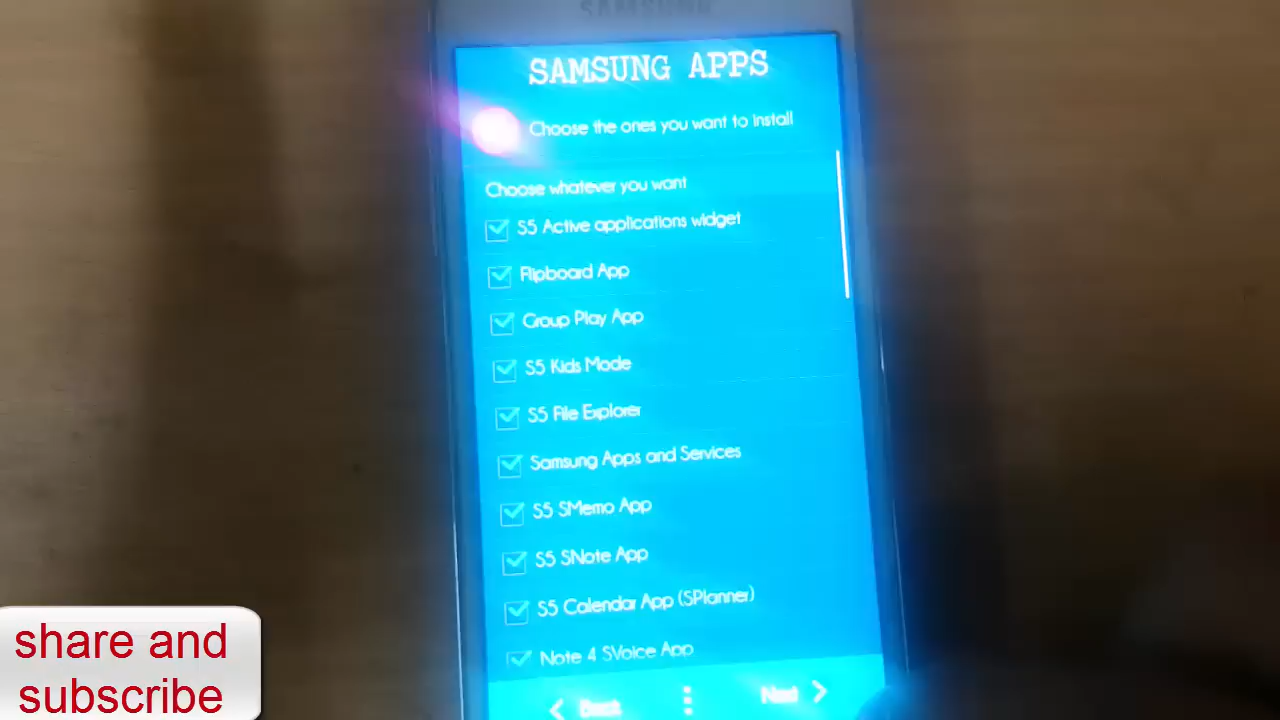 SAMSUNG
SAMSUNG APPS
Choose the ones you want to install
Choose whatever you want
S5 Active applications widget
Flipboard App
Group Play App
S5 Kids Mode
S5 File Explorer
Samsung Apps and Services
S5 SMemo App
S5 SNote App
S5 Calendar App (SPlanner)
Note 4 SVoice App
Back
Next
share and
subscribe